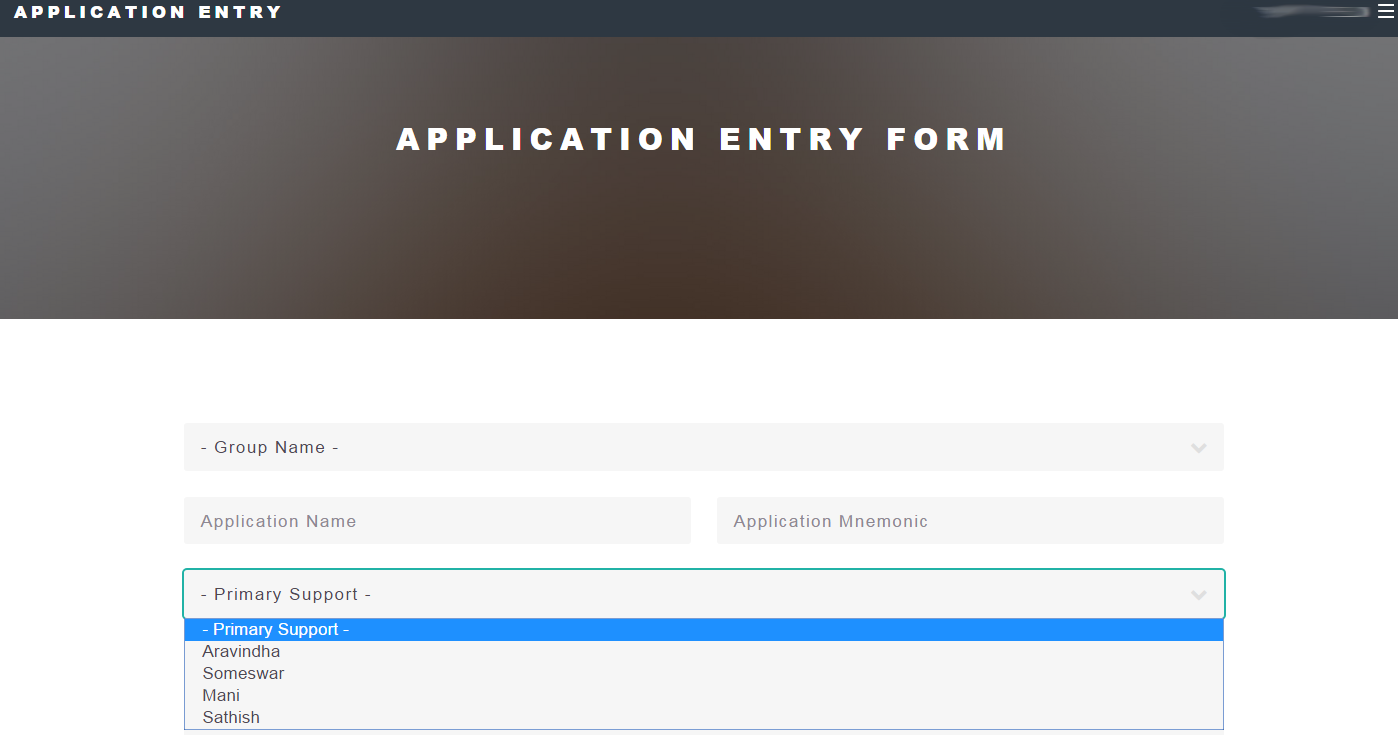 APPLICATION ENTRY
APPLICATION ENTRY FORM
- Group Name -
Application Name
Application Mnemonic
- Primary Support -
- Primary Support -
Aravindha
Someswar
Mani
Sathish